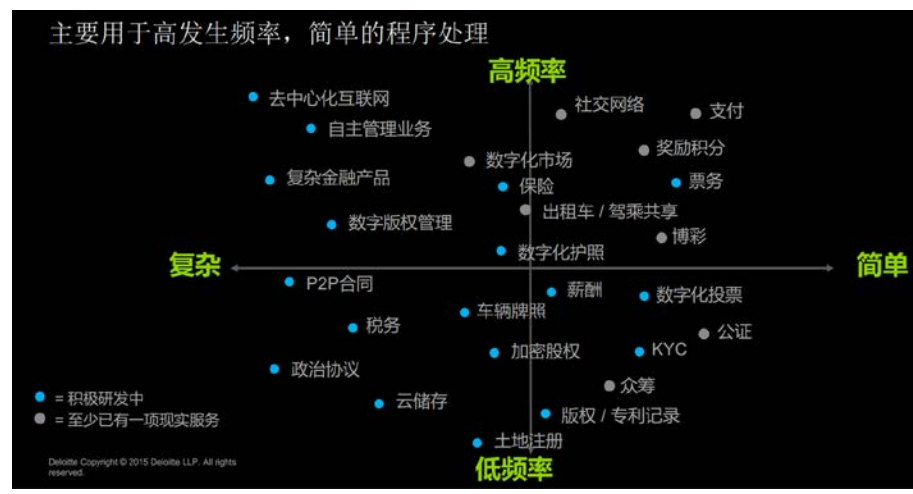 主要用于高发生频率，简单的程序处理
高频率
去中心化互联网
社交网络
支付
自主管理业务
奖励积分
数字化市场
复杂金融产品
保险
票务
出租车 / 驾乘共享
数字版权管理
博彩
数字化护照
复杂
简单
P2P合同
薪酬
数字化投票
车辆牌照
税务
公证
加密股权
KYC
政治协议
众筹
= 积极研发中
云储存
版权 / 专利记录
= 至少已有一项现实服务
土地注册
低频率
Deloitte Copyright © 2015 Deloitte LLP. All rights
reserved.